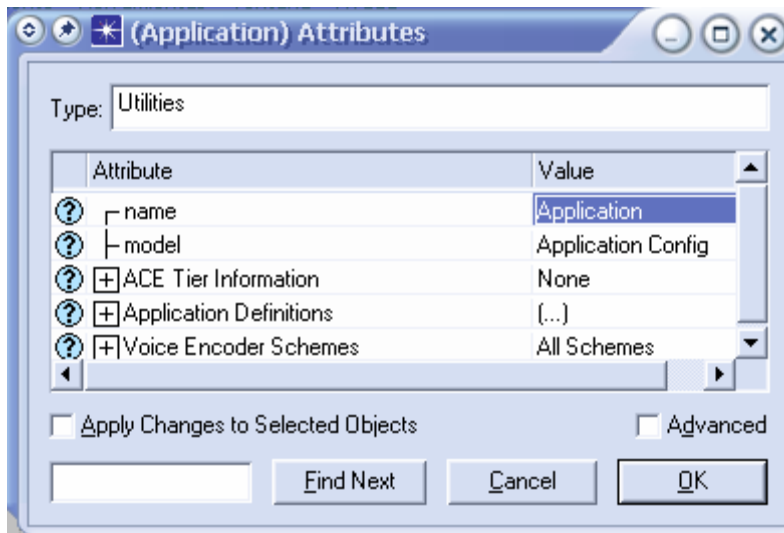 (Application) Attributes
Type: Utilities
Attribute Value
name Application
model Application Config
ACE Tier Information None
Application Definitions (...)
Voice Encoder Schemes All Schemes
Apply Changes to Selected Objects Advanced
Find Next Cancel OK